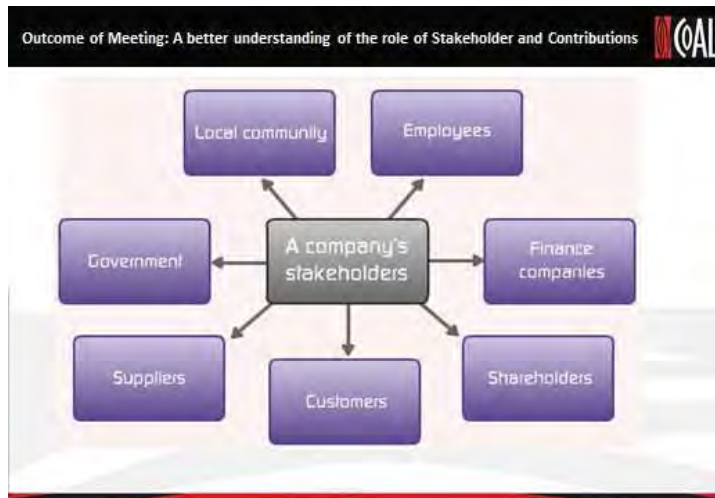 Outcome of Meeting: A better understanding of the role of Stakeholder and Contributions
COAL
Local community
Employees
Government
A company's
stakeholders
Finance
companies
Suppliers
Customers
Shareholders